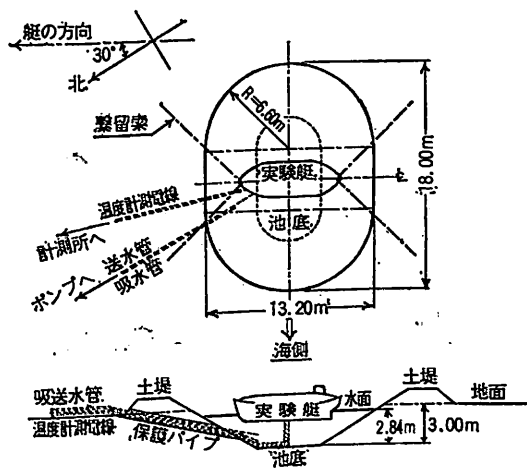 艇の方向
30°
北
繋留索
R=6.60m
実験艇
池底
18.00m
温度計測回線
計測所へ
送水管
ポンプへ
吸水管
13.20m
海側
吸送水管
土堤
実験艇
水面
土堤
地面
温度計測回線
保護パイプ
2.84m
3.00m
池底